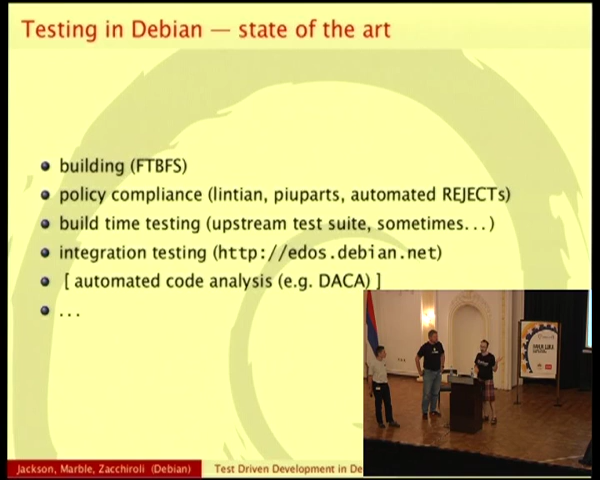 Testing in Debian — state of the art
building (FTBFS)
policy compliance (lintian, piuparts, automated REJECTs)
build time testing (upstream test suite, sometimes...)
integration testing (http://edos.debian.net)
[ automated code analysis (e.g. DACA) ]
...
Jackson, Marble, Zacchiroli (Debian)
Test Driven Development in De